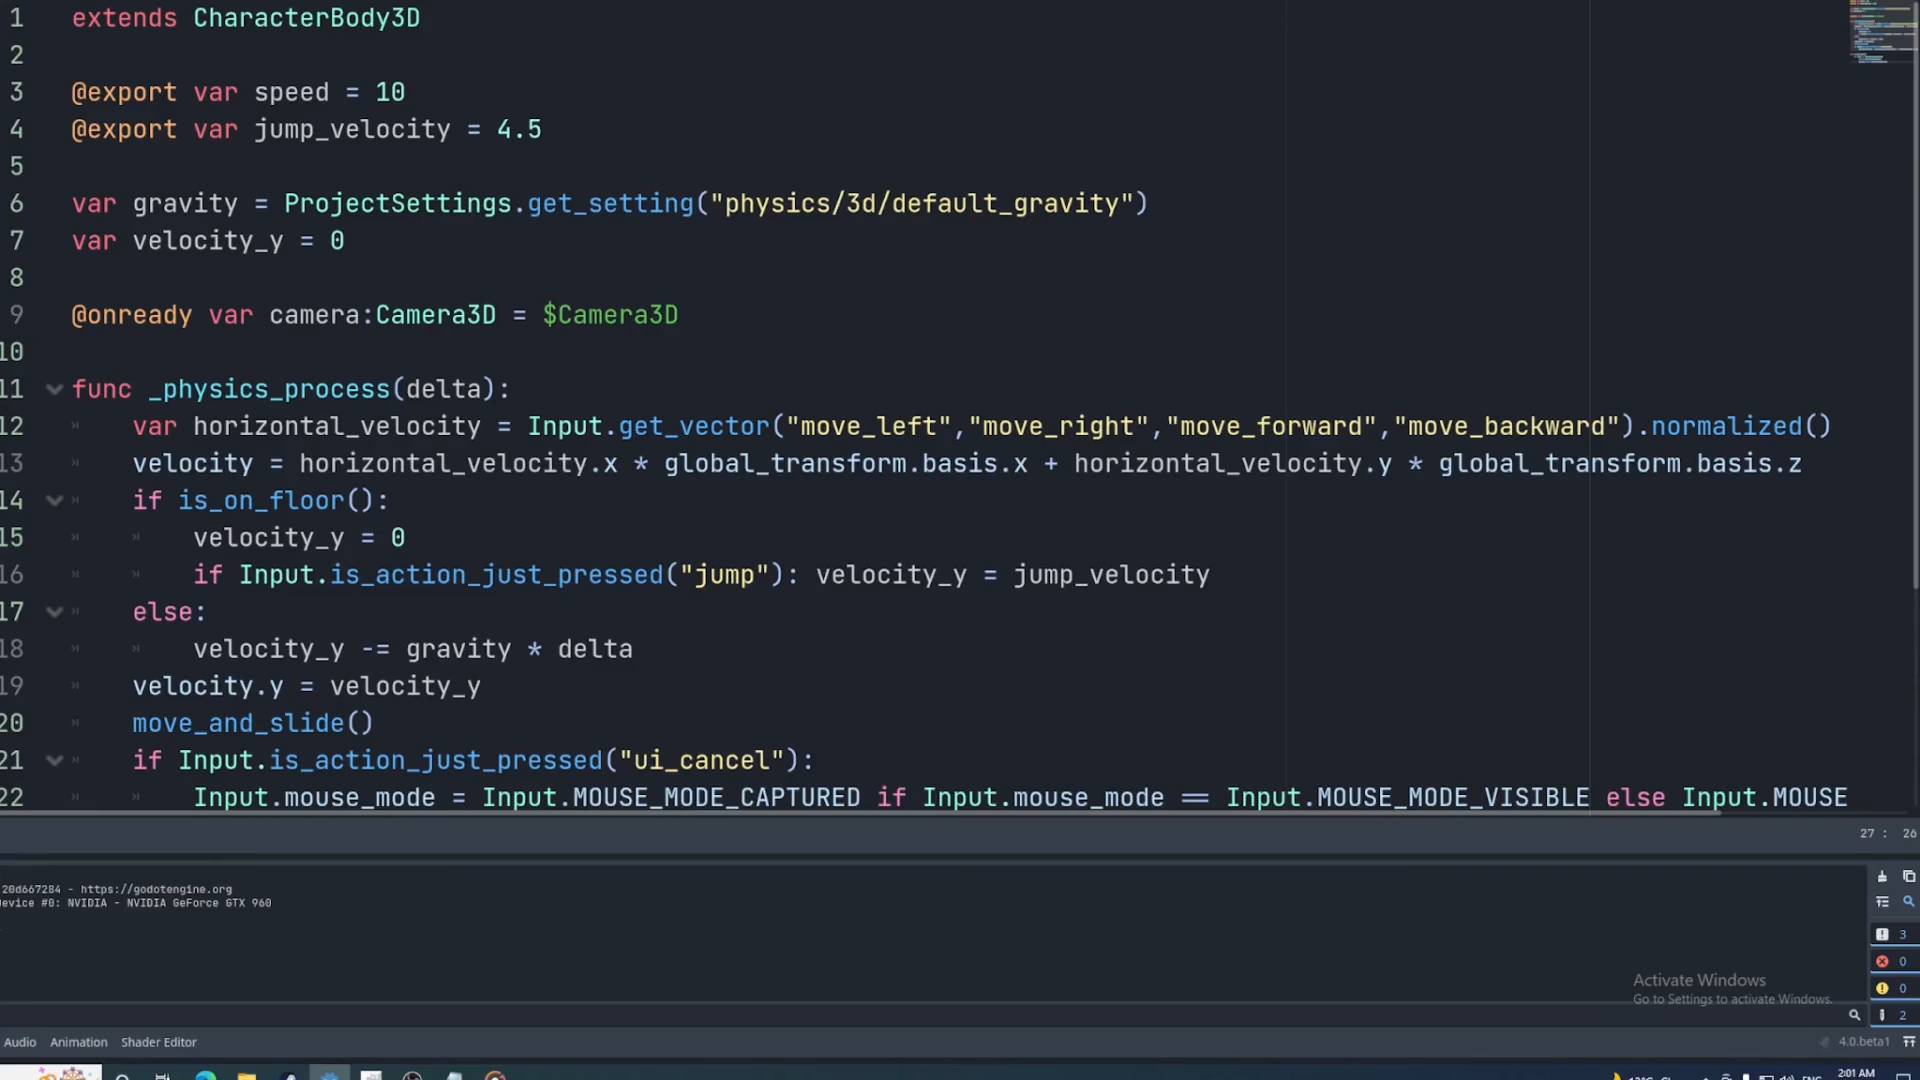 1 extends CharacterBody3D
2
3 @export var speed = 10
4 @export var jump_velocity = 4.5
5
6 var gravity = ProjectSettings.get_setting("physics/3d/default_gravity")
7 var velocity_y = 0
8
9 @onready var camera:Camera3D = $Camera3D
10
11 func _physics_process(delta):
12 var horizontal_velocity = Input.get_vector("move_left","move_right","move_forward","move_backward").normalized()
13 velocity = horizontal_velocity.x * global_transform.basis.x + horizontal_velocity.y * global_transform.basis.z
14 if is_on_floor():
15 velocity_y = 0
16 if Input.is_action_just_pressed("jump"): velocity_y = jump_velocity
17 else:
18 velocity_y -= gravity * delta
19 velocity.y = velocity_y
20 move_and_slide()
21 if Input.is_action_just_pressed("ui_cancel"):
22 Input.mouse_mode = Input.MOUSE_MODE_CAPTURED if Input.mouse_mode == Input.MOUSE_MODE_VISIBLE else Input.MOUSE
27 : 26
20d667284 - https://godotengine.org
evice #0: NVIDIA - NVIDIA GeForce GTX 960
3
0
0
2
Activate Windows
Go to Settings to activate Windows.
Audio Animation Shader Editor
4.0.beta1
2:01 AM